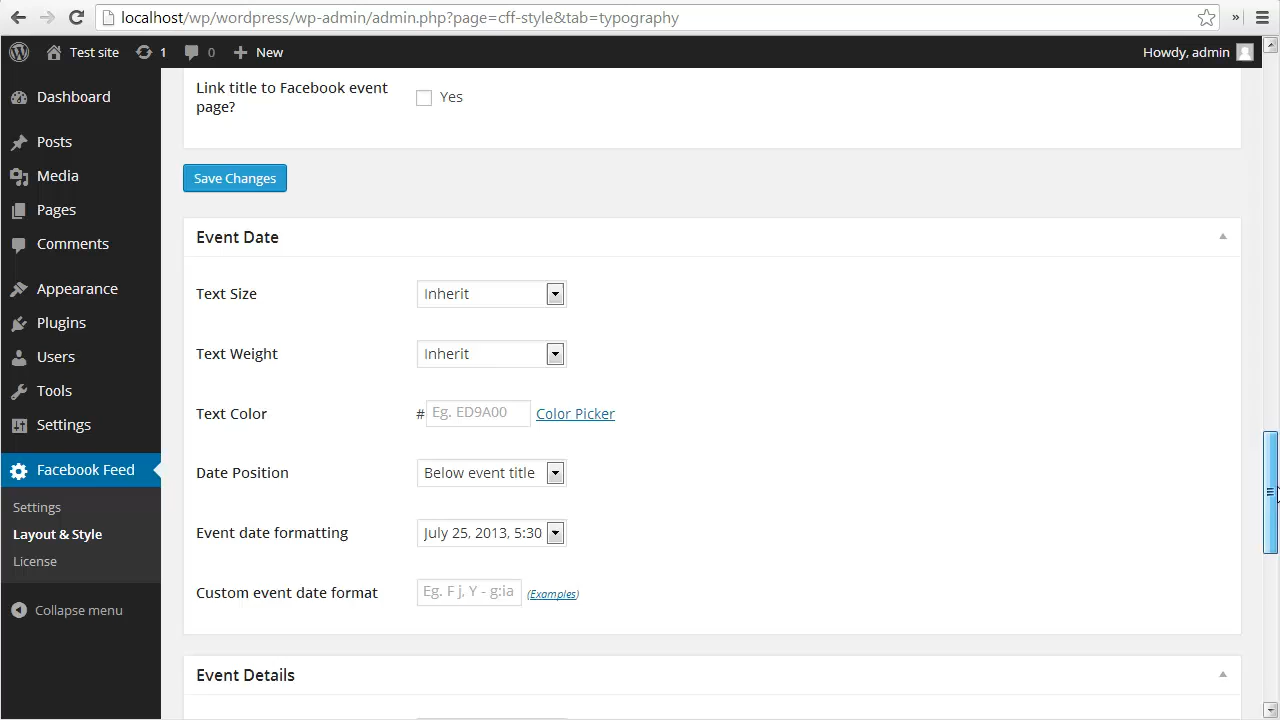 localhost/wp/wordpress/wp-admin/admin.php?page=cff-style&tab=typography
»
Test site
1
0
New
Howdy, admin
Dashboard
Posts
Media
Pages
Comments
Appearance
Plugins
Users
Tools
Settings
Facebook Feed
Settings
Layout & Style
License
Collapse menu
Link title to Facebook event
page?
Yes
Save Changes
Event Date
Text Size
Inherit
Text Weight
Inherit
Text Color
# Eg. ED9A00 Color Picker
Date Position
Below event title
Event date formatting
July 25, 2013, 5:30
Custom event date format
Eg. F j, Y - g:ia (Examples)
Event Details